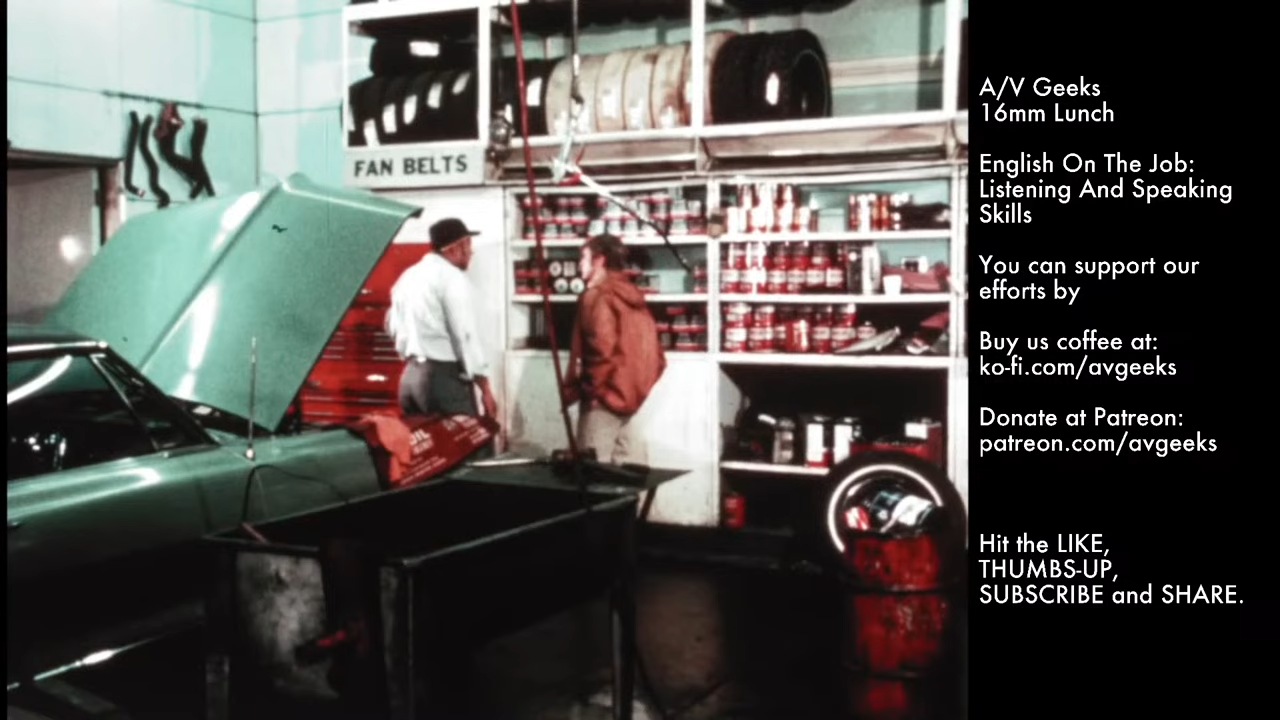 FAN BELTS
A/V Geeks
16mm Lunch
English On The Job:
Listening And Speaking
Skills
You can support our
efforts by
Buy us coffee at:
ko-fi.com/avgeeks
Donate at Patreon:
patreon.com/avgeeks
Hit the LIKE,
THUMBS-UP,
SUBSCRIBE and SHARE.